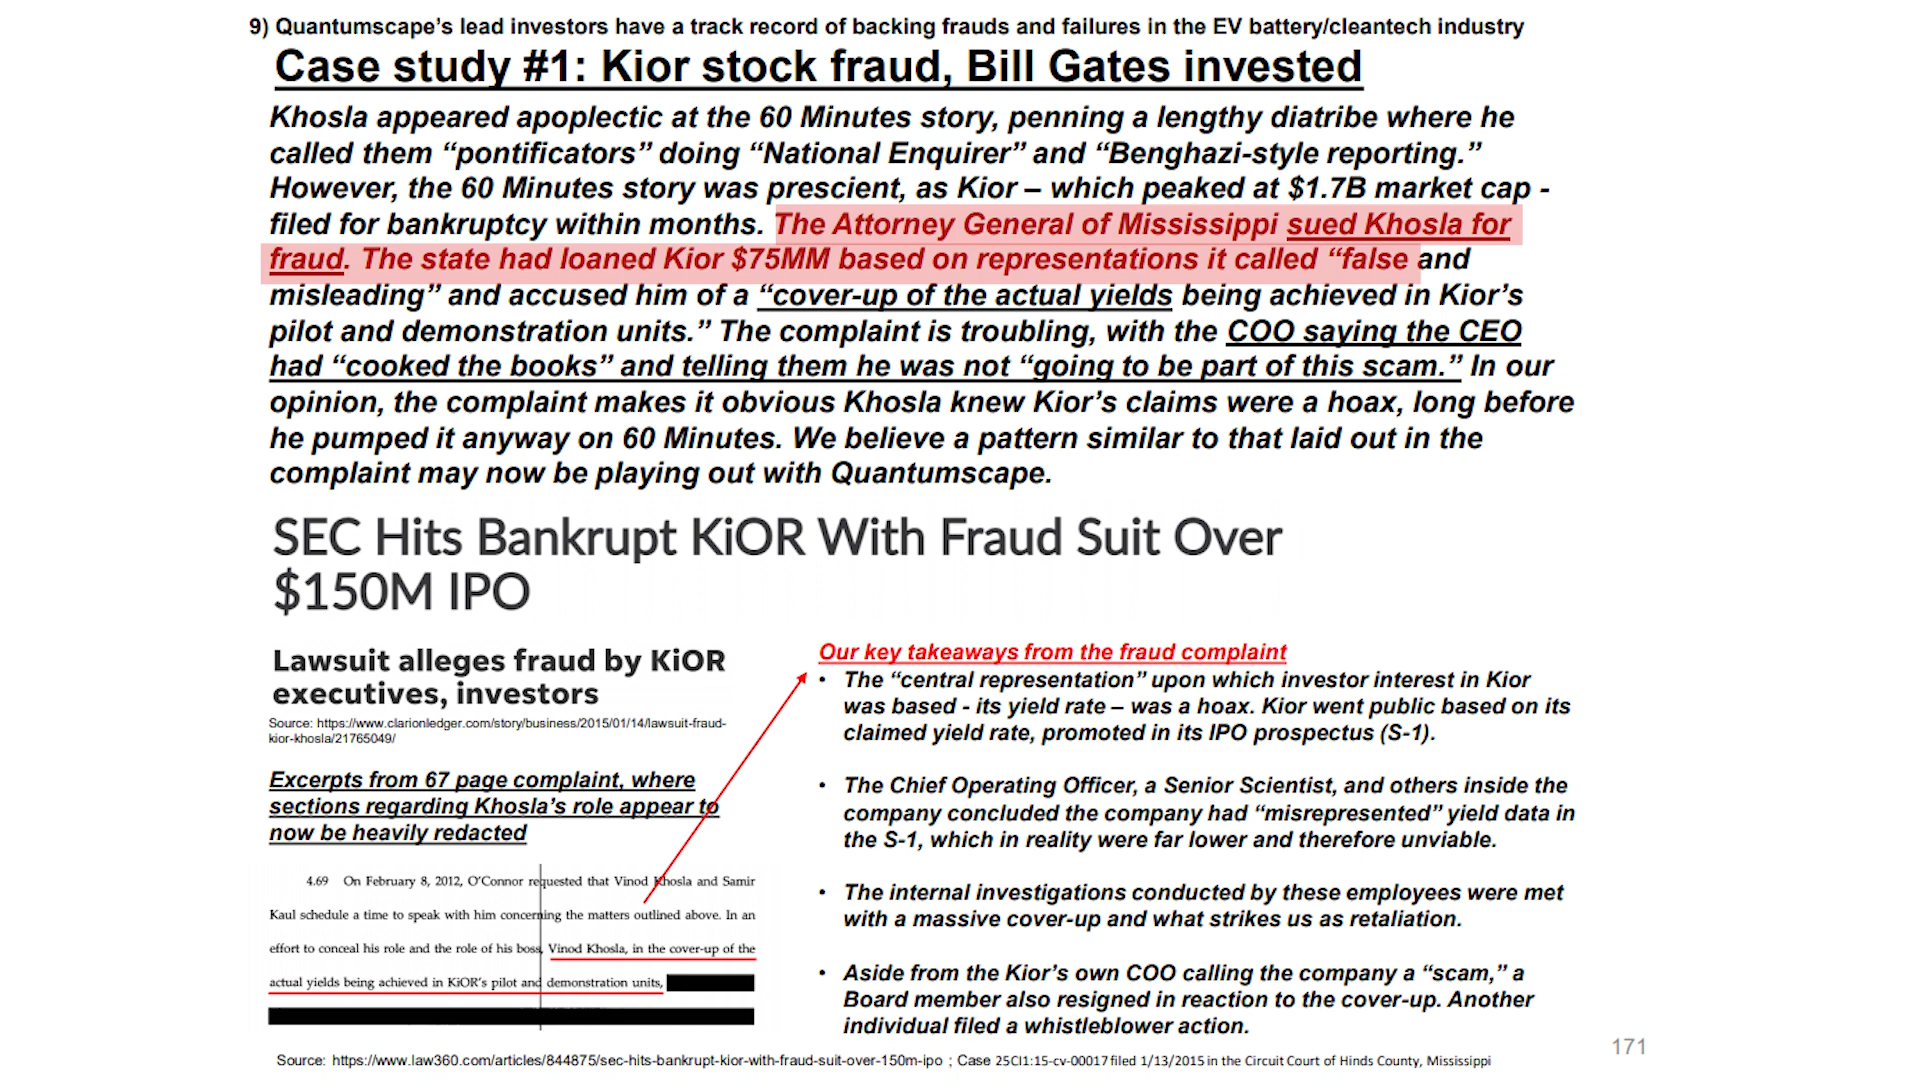 9) Quantumscape’s lead investors have a track record of backing frauds and failures in the EV battery/cleantech industry
Case study #1: Kior stock fraud, Bill Gates invested
Khosla appeared apoplectic at the 60 Minutes story, penning a lengthy diatribe where he
called them “pontificators” doing “National Enquirer” and “Benghazi-style reporting.”
However, the 60 Minutes story was prescient, as Kior – which peaked at $1.7B market cap -
filed for bankruptcy within months. The Attorney General of Mississippi sued Khosla for
fraud. The state had loaned Kior $75MM based on representations it called “false and
misleading” and accused him of a “cover-up of the actual yields being achieved in Kior’s
pilot and demonstration units.” The complaint is troubling, with the COO saying the CEO
had “cooked the books” and telling them he was not “going to be part of this scam.” In our
opinion, the complaint makes it obvious Khosla knew Kior’s claims were a hoax, long before
he pumped it anyway on 60 Minutes. We believe a pattern similar to that laid out in the
complaint may now be playing out with Quantumscape.
SEC Hits Bankrupt KiOR With Fraud Suit Over
$150M IPO
Lawsuit alleges fraud by KiOR
executives, investors
Source: https://www.clarionledger.com/story/business/2015/01/14/lawsuit-fraud-
kior-khosla/21765049/
Excerpts from 67 page complaint, where
sections regarding Khosla’s role appear to
now be heavily redacted
4.69 On February 8, 2012, O’Connor requested that Vinod Khosla and Samir
Kaul schedule a time to speak with him concerning the matters outlined above. In an
effort to conceal his role and the role of his boss, Vinod Khosla, in the cover-up of the
actual yields being achieved in KiOR’s pilot and demonstration units,
Our key takeaways from the fraud complaint
• The “central representation” upon which investor interest in Kior
was based - its yield rate – was a hoax. Kior went public based on its
claimed yield rate, promoted in its IPO prospectus (S-1).
• The Chief Operating Officer, a Senior Scientist, and others inside the
company concluded the company had “misrepresented” yield data in
the S-1, which in reality were far lower and therefore unviable.
• The internal investigations conducted by these employees were met
with a massive cover-up and what strikes us as retaliation.
• Aside from the Kior’s own COO calling the company a “scam,” a
Board member also resigned in reaction to the cover-up. Another
individual filed a whistleblower action.
Source: https://www.law360.com/articles/844875/sec-hits-bankrupt-kior-with-fraud-suit-over-150m-ipo ; Case 25CI1:15-cv-00017 filed 1/13/2015 in the Circuit Court of Hinds County, Mississippi
171